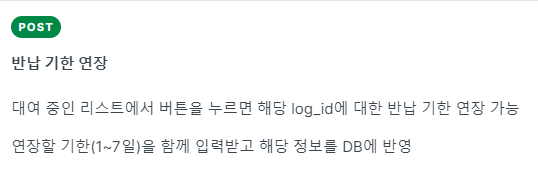 POST
반납 기한 연장
대여 중인 리스트에서 버튼을 누르면 해당 log_id에 대한 반납 기한 연장 가능
연장할 기한(1~7일)을 함께 입력받고 해당 정보를 DB에 반영